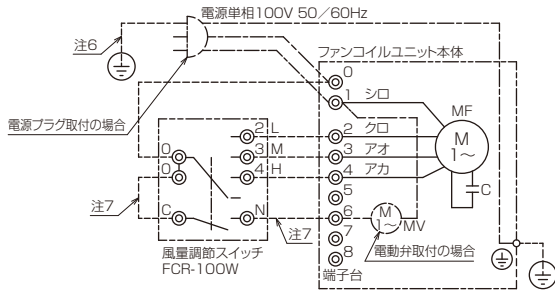 電源単相100V 50／60Hz
注6
ファンコイルユニット本体
0
1 シロ
MF
電源プラグ取付の場合
2 L
2 クロ
M
1～
0
3 M
3 アオ
0
4 H
4 アカ
C
5
注7
C
N
注7
6
M
1～
MV
7
風量調節スイッチ
FCR-100W
8
端子台
電動弁取付の場合